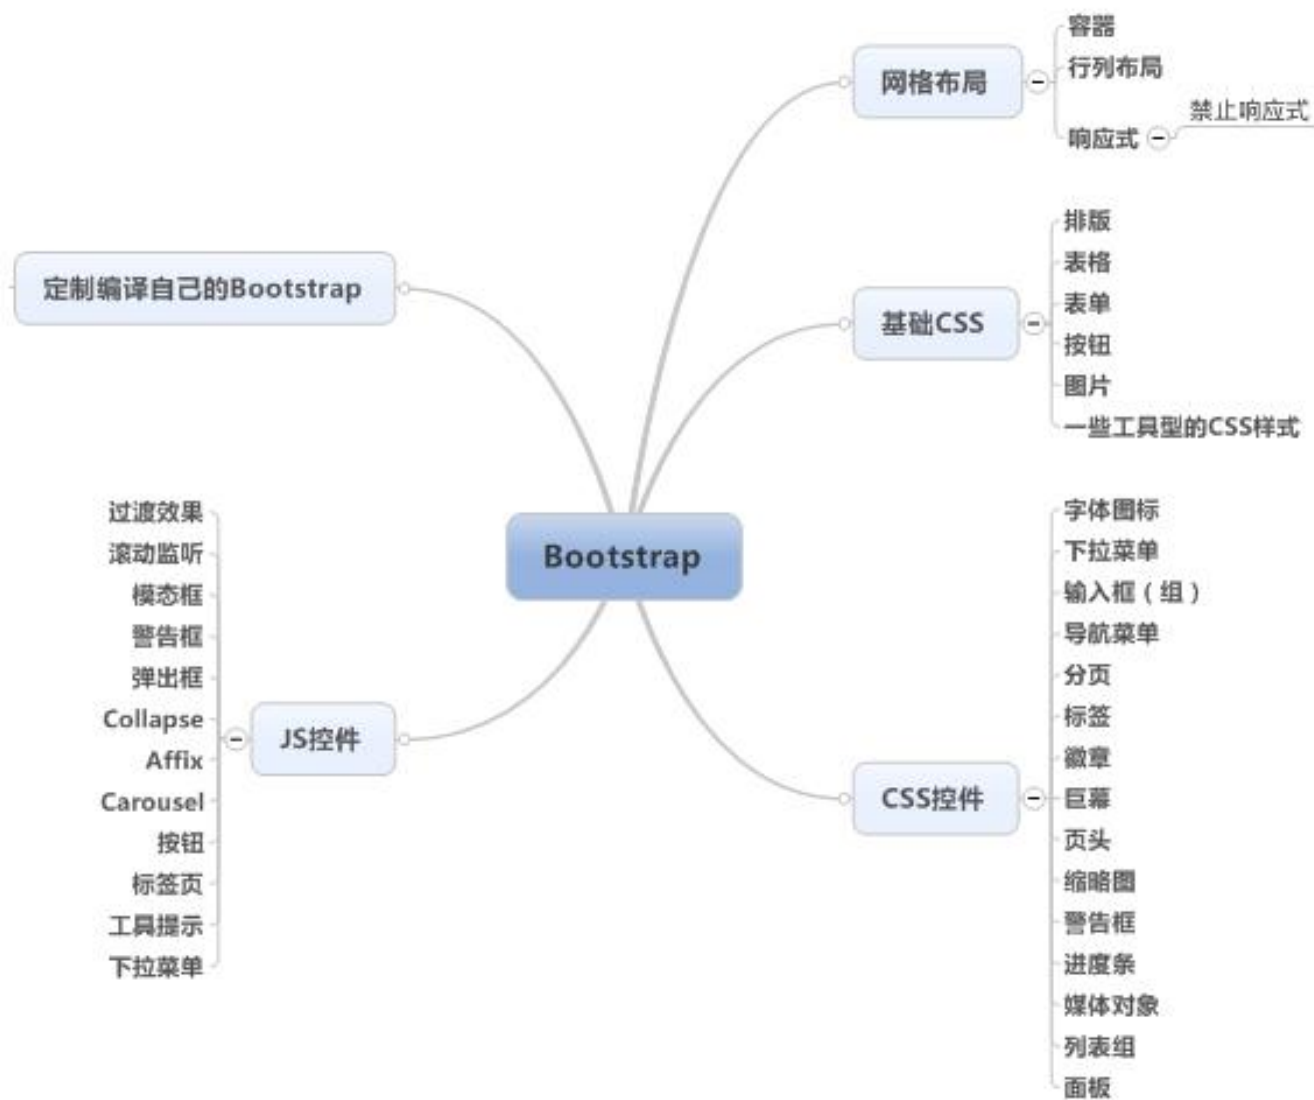 Bootstrap
网格布局
容器
行列布局
响应式
禁止响应式
基础CSS
排版
表格
表单
按钮
图片
一些工具型的CSS样式
CSS控件
字体图标
下拉菜单
输入框（组）
导航菜单
分页
标签
徽章
巨幕
页头
缩略图
警告框
进度条
媒体对象
列表组
面板
JS控件
过渡效果
滚动监听
模态框
警告框
弹出框
Collapse
Affix
Carousel
按钮
标签页
工具提示
下拉菜单
定制编译自己的Bootstrap